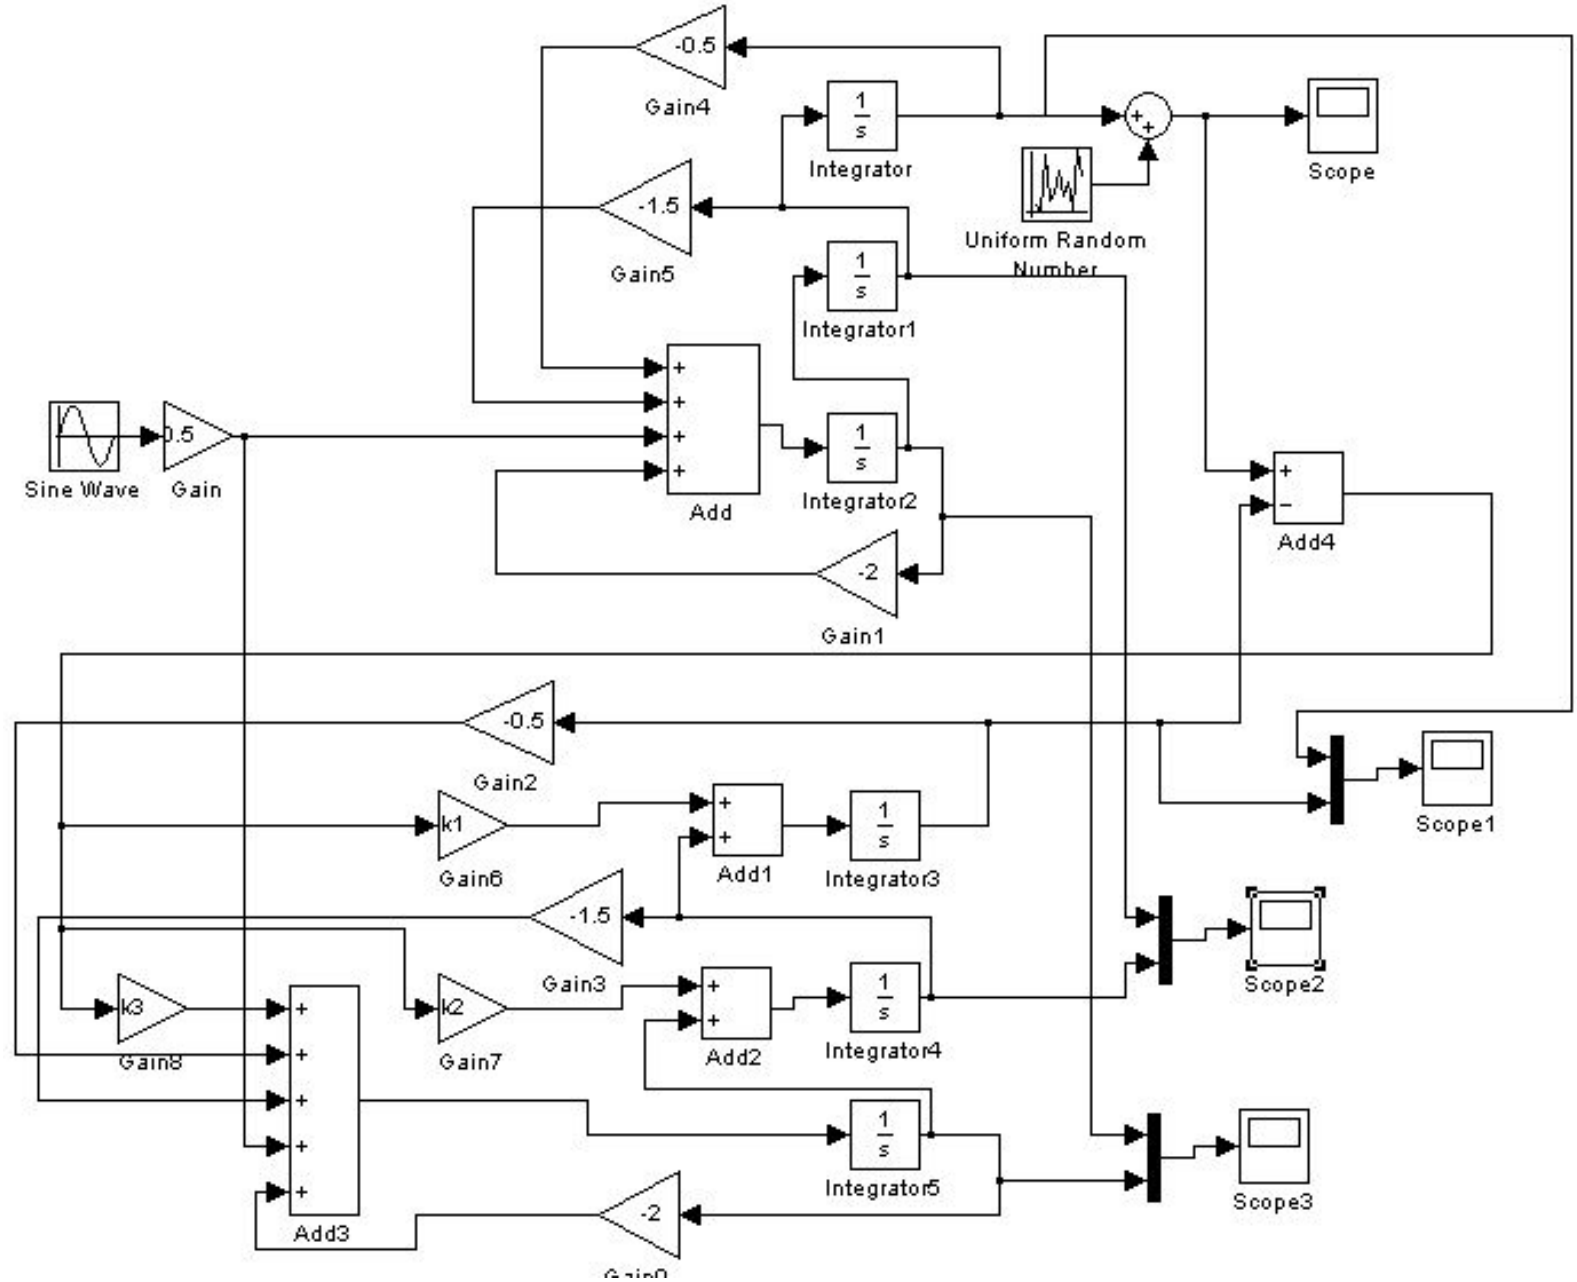 -0.5
Gain4
1
s
Integrator
+
+
Scope
-1.5
Gain5
Uniform Random
Number
1
s
Integrator1
+
+
+
+
Add
0.5
Sine Wave
Gain
1
s
Integrator2
+
−
Add4
-2
Gain1
-0.5
Gain2
Scope1
k1
Gain6
+
+
Add1
1
s
Integrator3
-1.5
Gain3
Scope2
k3
Gain8
k2
Gain7
+
+
Add2
1
s
Integrator4
+
+
+
+
+
Add3
1
s
Integrator5
Scope3
-2